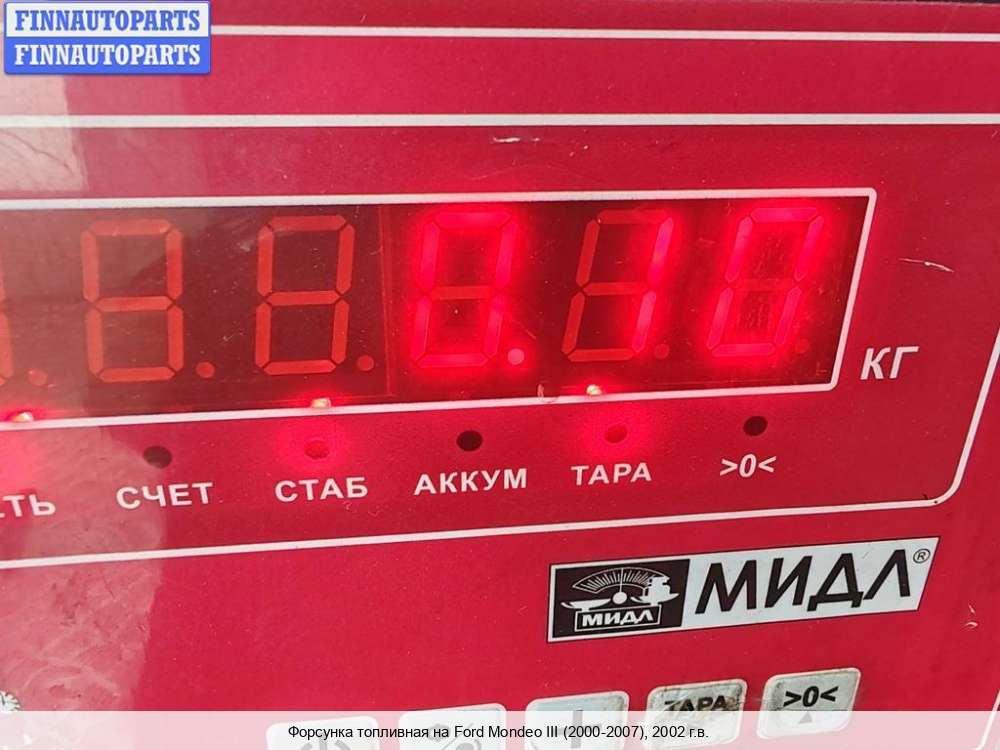 FINNAUTOPARTS
FINNAUTOPARTS
0.10
КГ
СЧЕТ СТАБ АККУМ ТАРА >0<
МИДЛ МИДЛ®
ТАРА >0<
Форсунка топливная на Ford Mondeo III (2000-2007), 2002 г.в.